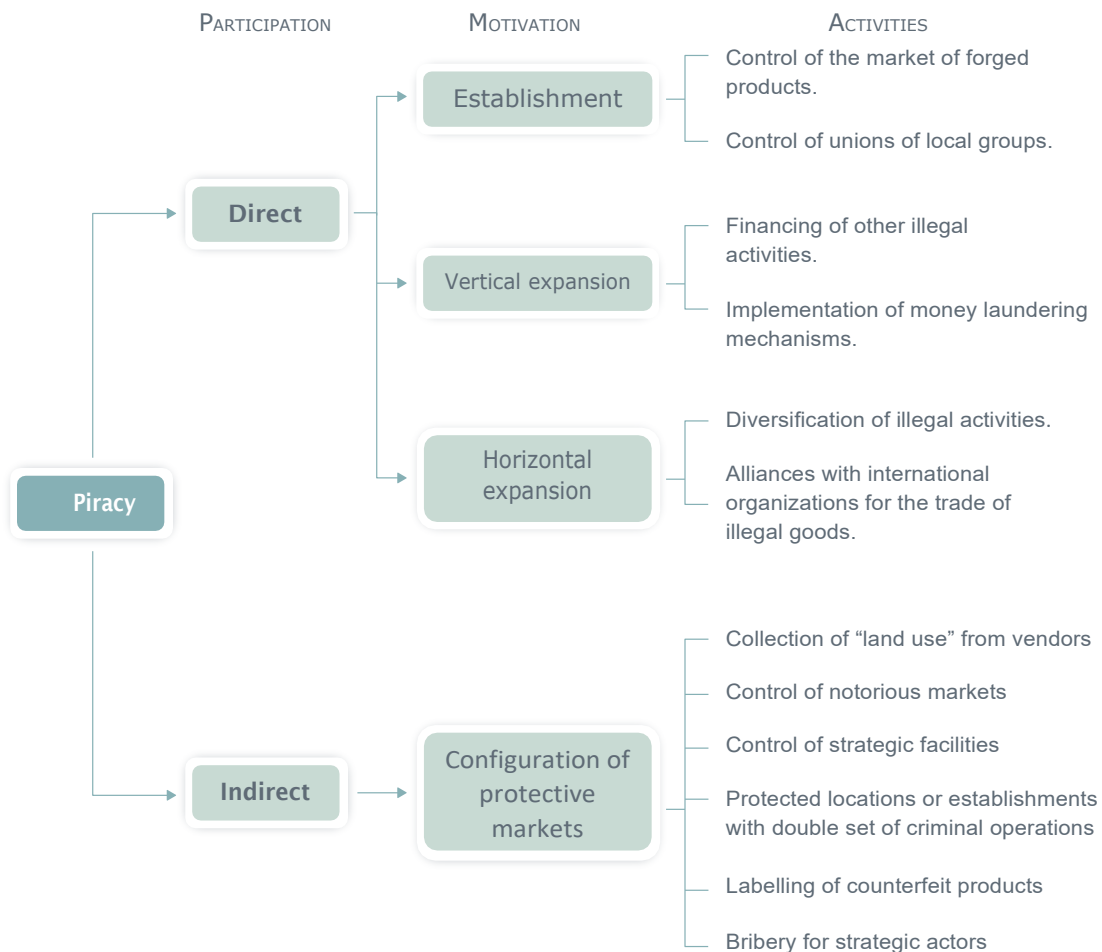 PARTICIPATION
MOTIVATION
ACTIVITIES
Piracy
Direct
Establishment
Control of the market of forged
products.
Control of unions of local groups.
Vertical expansion
Financing of other illegal
activities.
Implementation of money laundering
mechanisms.
Horizontal
expansion
Diversification of illegal activities.
Alliances with international
organizations for the trade of
illegal goods.
Indirect
Configuration of
protective
markets
Collection of “land use” from vendors
Control of notorious markets
Control of strategic facilities
Protected locations or establishments
with double set of criminal operations
Labelling of counterfeit products
Bribery for strategic actors